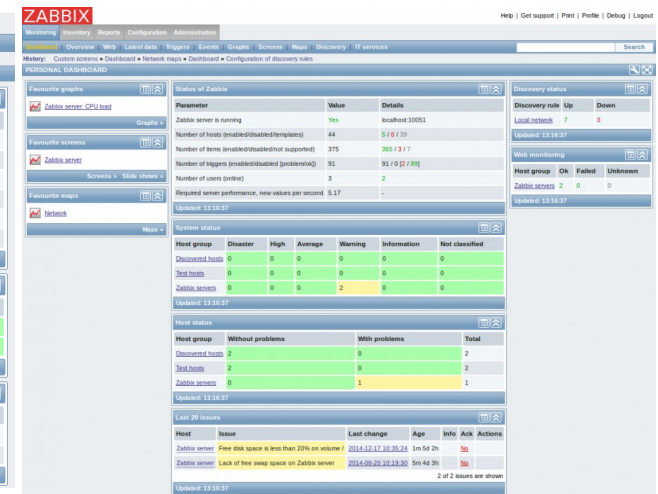 ZABBIX
Help | Get support | Print | Profile | Debug | Logout
Monitoring Inventory Reports Configuration Administration
Dashboard Overview Web Latest data Triggers Events Graphs Screens Maps Discovery IT services Search
History: Custom screens » Dashboard » Network maps » Dashboard » Configuration of discovery rules
PERSONAL DASHBOARD
Favourite graphs
Zabbix server: CPU load
Graphs »
Favourite screens
Zabbix server
Screens » Slide shows »
Favourite maps
Network
Maps »
Status of Zabbix
Parameter Value Details
Zabbix server is running Yes localhost:10051
Number of hosts (enabled/disabled/templates) 44 5 / 0 / 39
Number of items (enabled/disabled/not supported) 375 365 / 3 / 7
Number of triggers (enabled/disabled [problem/ok]) 91 91 / 0 [2 / 89]
Number of users (online) 3 2
Required server performance, new values per second 5.17 -
Updated: 13:16:37
System status
Host group Disaster High Average Warning Information Not classified
Discovered hosts 0 0 0 0 0 0
Test hosts 0 0 0 0 0 0
Zabbix servers 0 0 0 2 0 0
Updated: 13:16:37
Host status
Host group Without problems With problems Total
Discovered hosts 2 0 2
Test hosts 2 0 2
Zabbix servers 0 1 1
Updated: 13:16:37
Last 20 issues
Host Issue Last change Age Info Ack Actions
Zabbix server Free disk space is less than 20% on volume / 2014-12-17 10:35:24 1m 5d 2h No
Zabbix server Lack of free swap space on Zabbix server 2014-08-20 10:19:30 5m 4d 3h No
2 of 2 issues are shown
Updated: 13:16:37
Discovery status
Discovery rule Up Down
Local network 7 3
Updated: 13:16:37
Web monitoring
Host group Ok Failed Unknown
Zabbix servers 2 0 0
Updated: 13:16:37